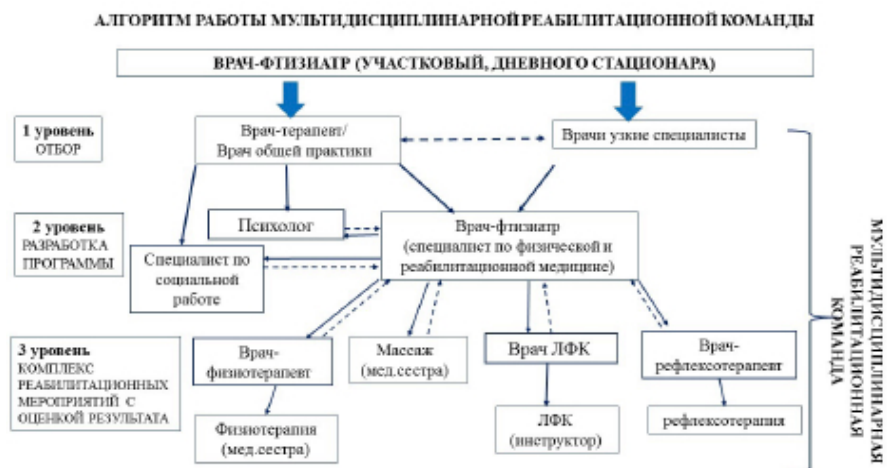 АЛГОРИТМ РАБОТЫ МУЛЬТИДИСЦИПЛИНАРНОЙ РЕАБИЛИТАЦИОННОЙ КОМАНДЫ
ВРАЧ-ФТИЗИАТР (УЧАСТКОВЫЙ, ДНЕВНОГО СТАЦИОНАРА)
1 уровень
ОТБОР
Врач-терапевт/
Врач общей практики
Врачи узкие специалисты
2 уровень
РАЗРАБОТКА
ПРОГРАММЫ
Психолог
Специалист по
социальной
работе
Врач-фтизиатр
(специалист по физической и
реабилитационной медицине)
3 уровень
КОМПЛЕКС
РЕАБИЛИТАЦИОННЫХ
МЕРОПРИЯТИЙ С
ОЦЕНКОЙ РЕЗУЛЬТАТА
Врач-
физиотерапевт
Массаж
(мед.сестра)
Врач ЛФК
Врач-
рефлексотерапевт
Физиотерапия
(мед.сестра)
ЛФК
(инструктор)
рефлексотерапия
МУЛЬТИДИСЦИПЛИНАРНАЯ
РЕАБИЛИТАЦИОННАЯ
КОМАНДА